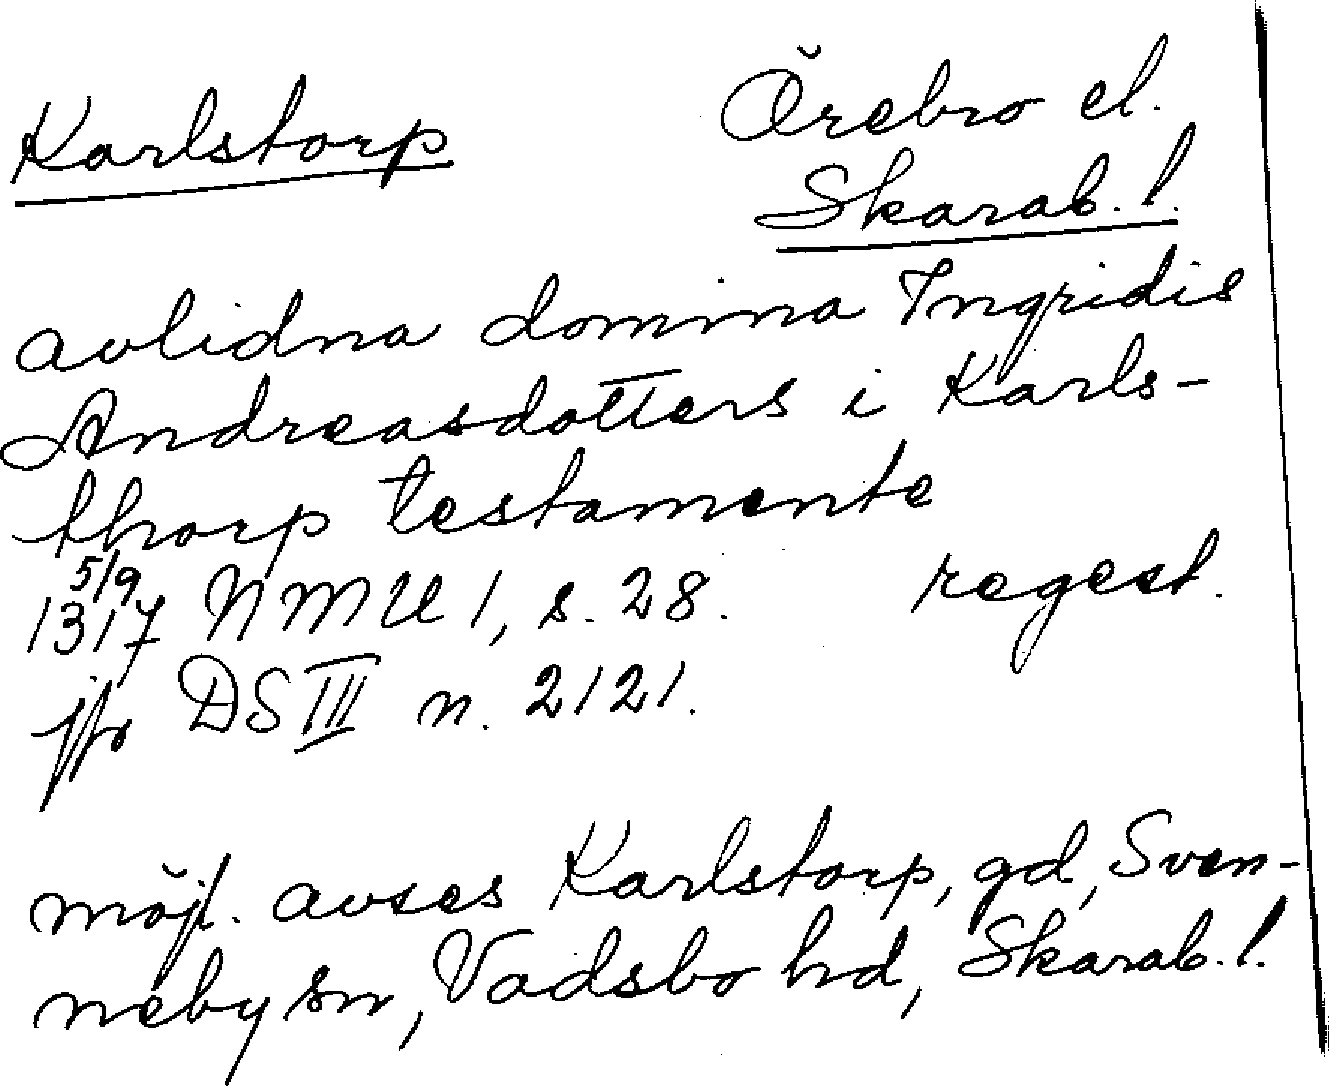 Karlstorp
Örebro el.
Skarab. l.
avlidna domina Ingridis
Andreasdotters i Karls-
thorp testamente
5/9
1317 NMU 1, s. 28. regest.
jfr DS III n. 2121.
möjl. avses Karlstorp, gd, Sven-
neby sn, Vadsbo hd, Skarab. l.